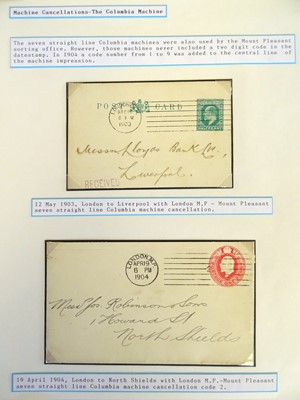 Machine Cancellations-The Columbia Machine
The seven straight line Columbia machines were also used by the Mount Pleasant
sorting office. However, those machines never included a two digit code in the
datestamp. In 1904 a code number from 1 to 9 was added to the central line of
the machine impression.
POST CARD
1903
Messrs Lloyds Bank Ld,
Liverpool.
RECEIVED
12 May 1903, London to Liverpool with London M.P - Mount Pleasant
seven straight line Columbia machine cancellation.
LONDON M.P.
APR 19
6 PM
1904
Messrs Jos. Robinson & Sons
1 Howard St
North Shields
19 April 1904, London to North Shields with London M.P.-Mount Pleasant
seven straight line Columbia machine cancellation code 2.